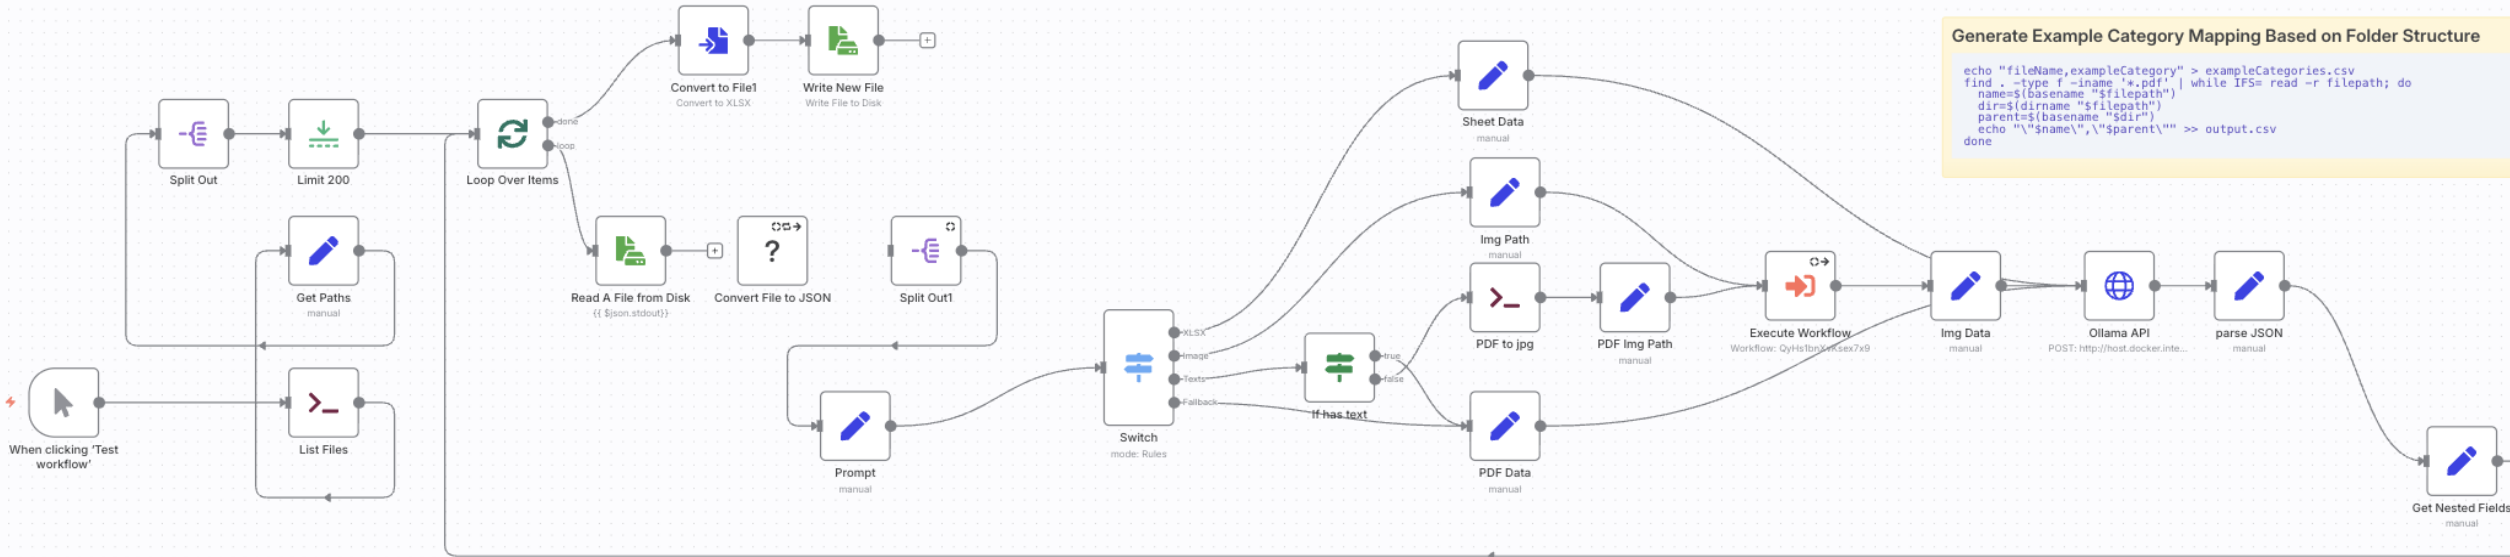 Convert to File1
Convert to XLSX
Write New File
Write File to Disk
Split Out
Limit 200
Loop Over Items
done
loop
Get Paths
manual
Read A File from Disk
{{ $json.stdout}}
?
Convert File to JSON
Split Out1
When clicking ‘Test
workflow’
List Files
Prompt
manual
Switch
mode: Rules
XLSX
Image
Texts
Fallback
If has text
true
false
Sheet Data
manual
Img Path
manual
PDF to jpg
PDF Img Path
manual
PDF Data
manual
Execute Workflow
Img Data
manual
Ollama API
POST: http://host.docker.inte...
parse JSON
manual
Get Nested Fields
manual
Generate Example Category Mapping Based on Folder Structure
echo "fileName,exampleCategory" > exampleCategories.csv
find . -type f -iname '*.pdf' | while IFS= read -r filepath; do
name=$(basename "$filepath")
dir=$(dirname "$filepath")
parent=$(basename "$dir")
echo "\"$name\",\"$parent\"" >> output.csv
done